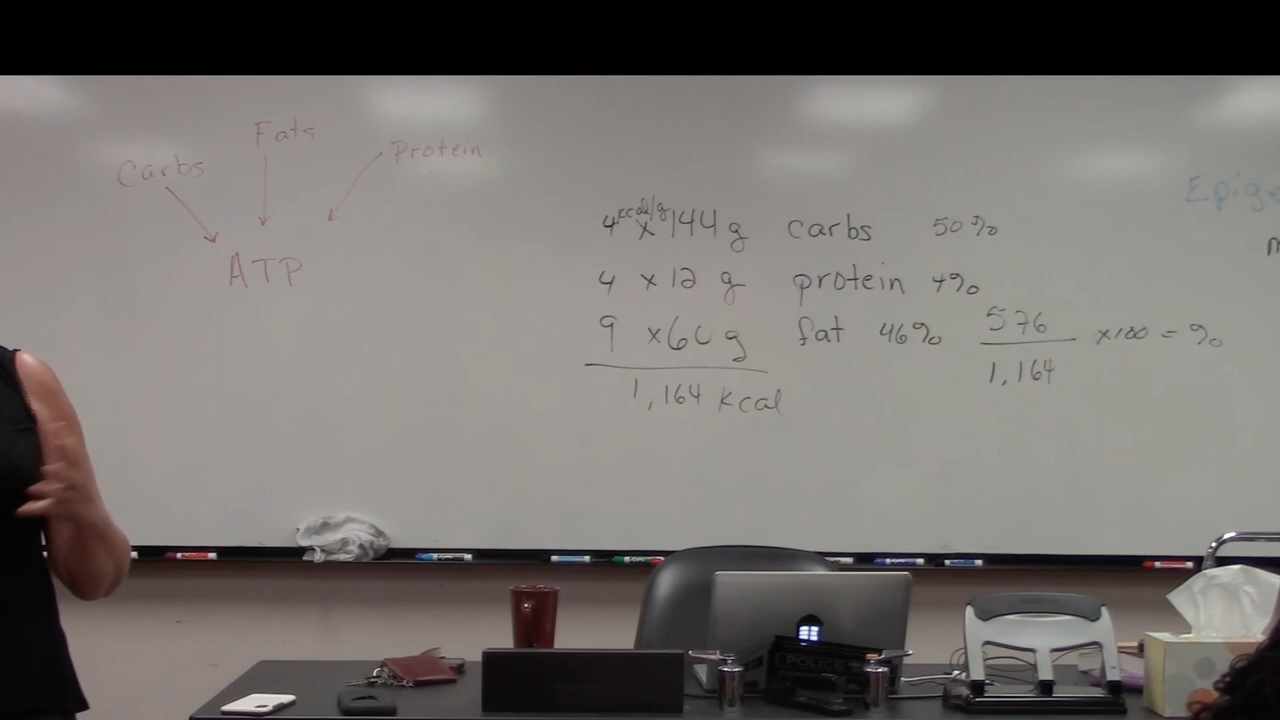 Fats
Carbs
Protein
ATP
4 kcal/g x 144 g carbs 50%
4 x 12 g protein 4%
9 x 60 g fat 46%
1,164 kcal
576
1,164
x100 = %
POLICE